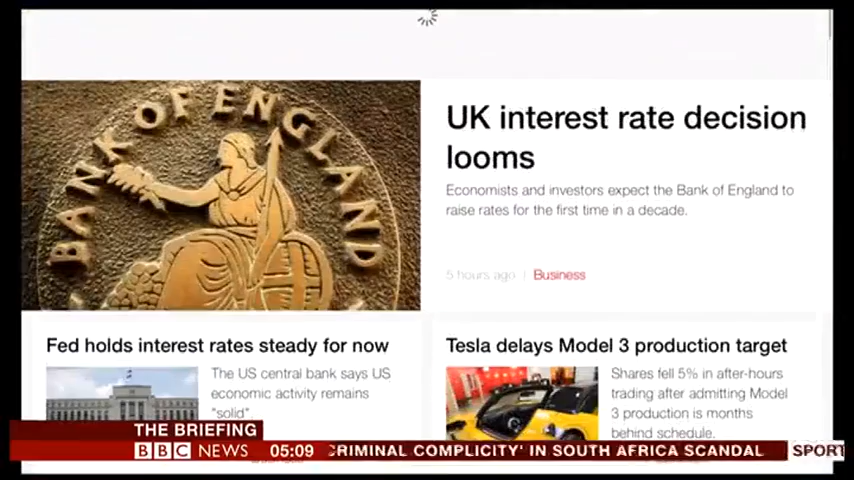 BANK OF ENGLAND
UK interest rate decision
looms
Economists and investors expect the Bank of England to
raise rates for the first time in a decade.
5 hours ago | Business
Fed holds interest rates steady for now
The US central bank says US
economic activity remains
"solid".
Tesla delays Model 3 production target
Shares fell 5% in after-hours
trading after admitting Model
3 production is months
behind schedule.
THE BRIEFING
BBC NEWS 05:09 CRIMINAL COMPLICITY' IN SOUTH AFRICA SCANDAL SPORT